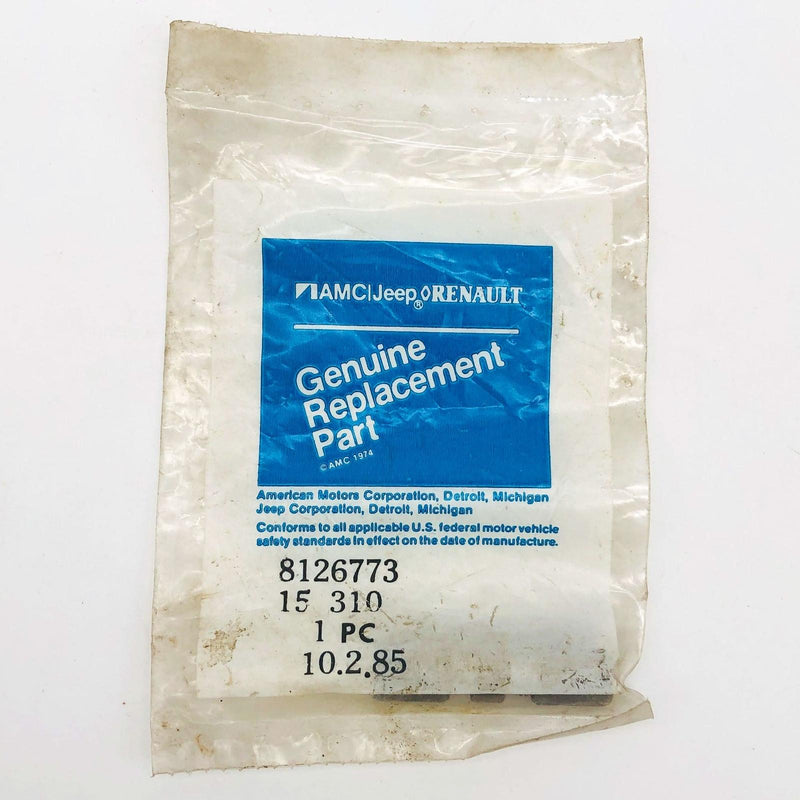 AMC|Jeep® ◊RENAULT
Genuine
Replacement
Part
© AMC 1974
American Motors Corporation, Detroit, Michigan
Jeep Corporation, Detroit, Michigan
Conforms to all applicable U.S. federal motor vehicle
safety standards in effect on the date of manufacture.
8126773
15 310
1 PC
10.2.85